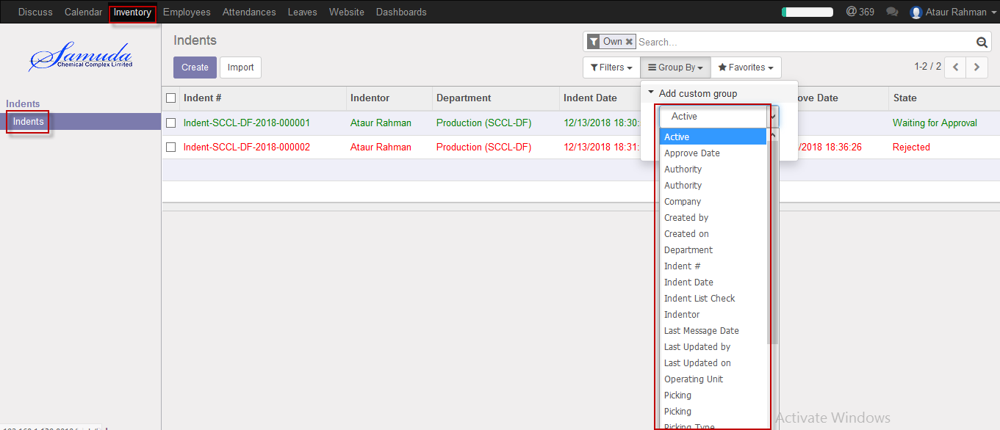 Discuss Calendar Inventory Employees Attendances Leaves Website Dashboards @ 369 Ataur Rahman
Samuda
Chemical Complex Limited
Indents
Own Search...
Create Import
Filters Group By Favorites 1-2 / 2
Indents
Indents
Indent # Indentor Department Indent Date ove Date State
Indent-SCCL-DF-2018-000001 Ataur Rahman Production (SCCL-DF) 12/13/2018 18:30: Waiting for Approval
Indent-SCCL-DF-2018-000002 Ataur Rahman Production (SCCL-DF) 12/13/2018 18:31: /2018 18:36:26 Rejected
Add custom group
Active
Active
Approve Date
Authority
Authority
Company
Created by
Created on
Department
Indent #
Indent Date
Indent List Check
Indentor
Last Message Date
Last Updated by
Last Updated on
Operating Unit
Picking
Picking
Picking Type
Activate Windows